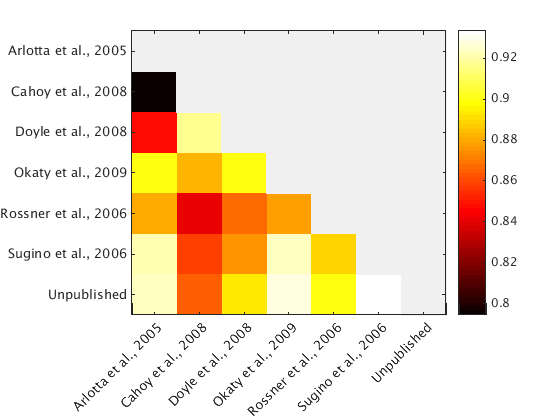 Arlotta et al., 2005
Cahoy et al., 2008
Doyle et al., 2008
Okaty et al., 2009
Rossner et al., 2006
Sugino et al., 2006
Unpublished
Arlotta et al., 2005
Cahoy et al., 2008
Doyle et al., 2008
Okaty et al., 2009
Rossner et al., 2006
Sugino et al., 2006
Unpublished
0.92
0.9
0.88
0.86
0.84
0.82
0.8